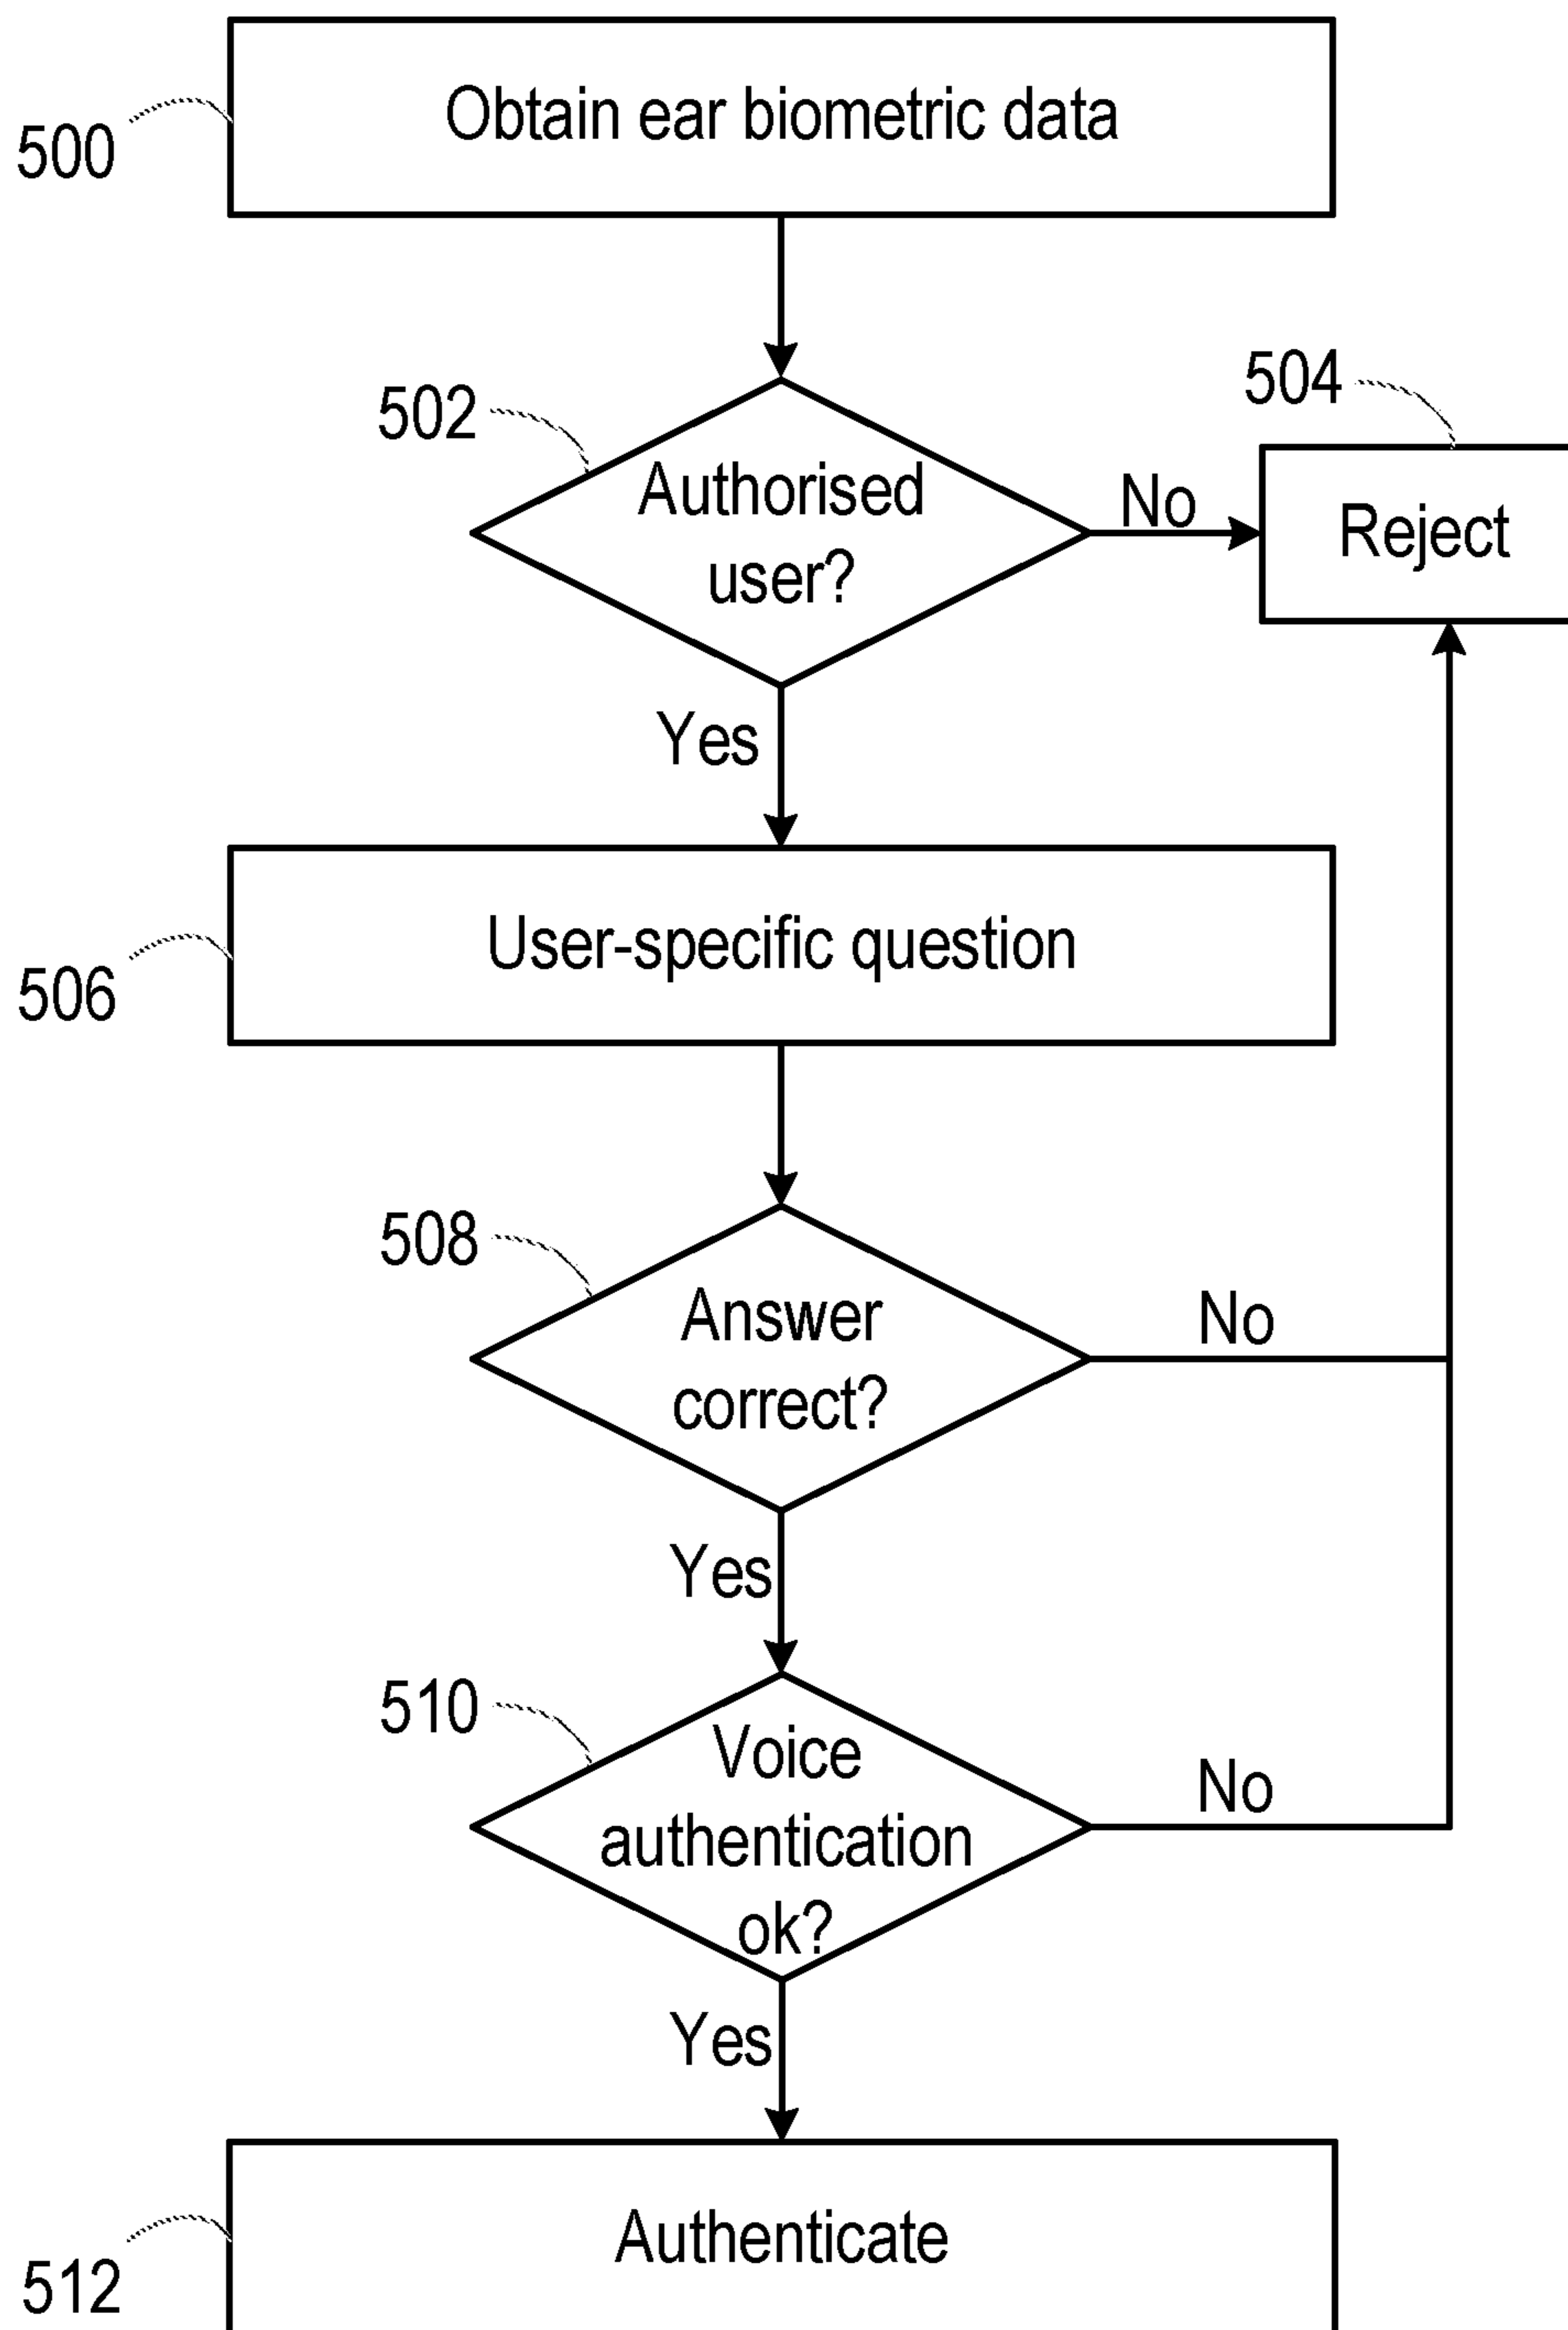 Obtain ear biometric data
500
502
504
Authorised
user?
No
Reject
Yes
User-specific question
506
508
Answer
correct?
No
Yes
510
Voice
authentication
ok?
No
Yes
Authenticate
512